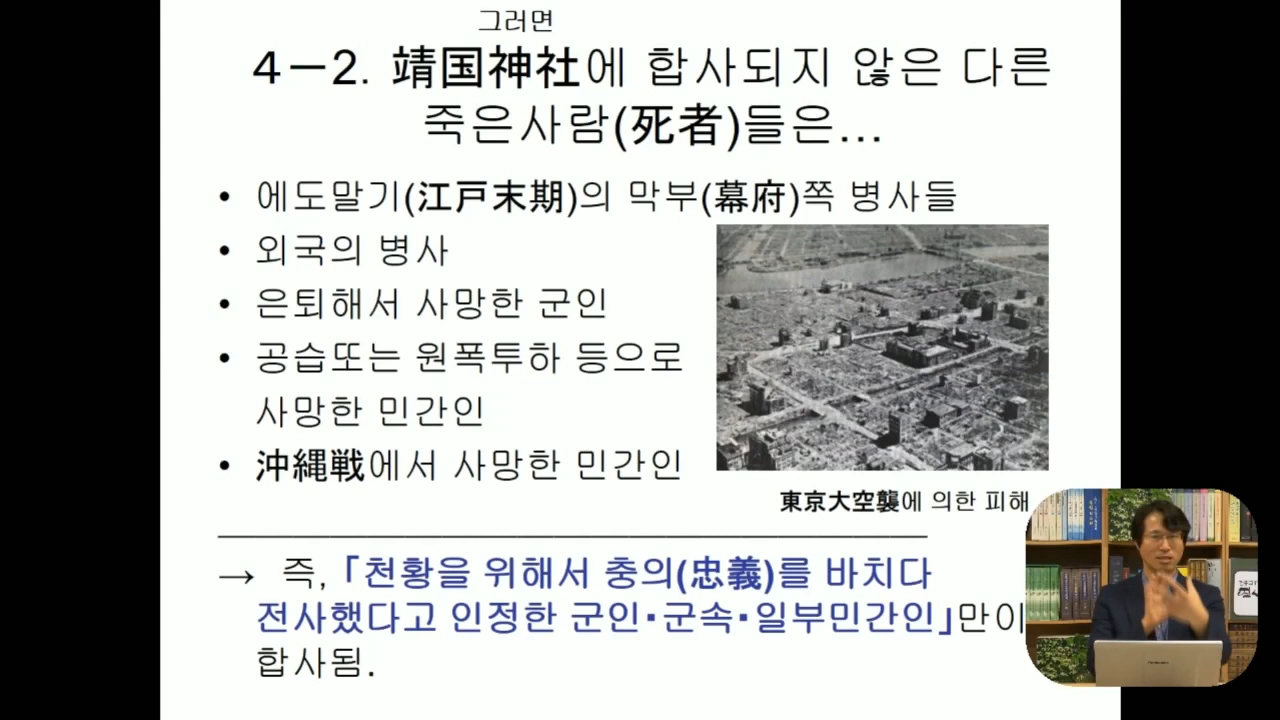 그러면
4－2. 靖国神社에 합사되지 않은 다른
죽은사람(死者)들은...
• 에도말기(江戸末期)의 막부(幕府)쪽 병사들
• 외국의 병사
• 은퇴해서 사망한 군인
• 공습또는 원폭투하 등으로
사망한 민간인
• 沖縄戦에서 사망한 민간인
東京大空襲에 의한 피해
→ 즉, 「천황을 위해서 충의(忠義)를 바치다
전사했다고 인정한 군인･군속･일부민간인」만이
합사됨.